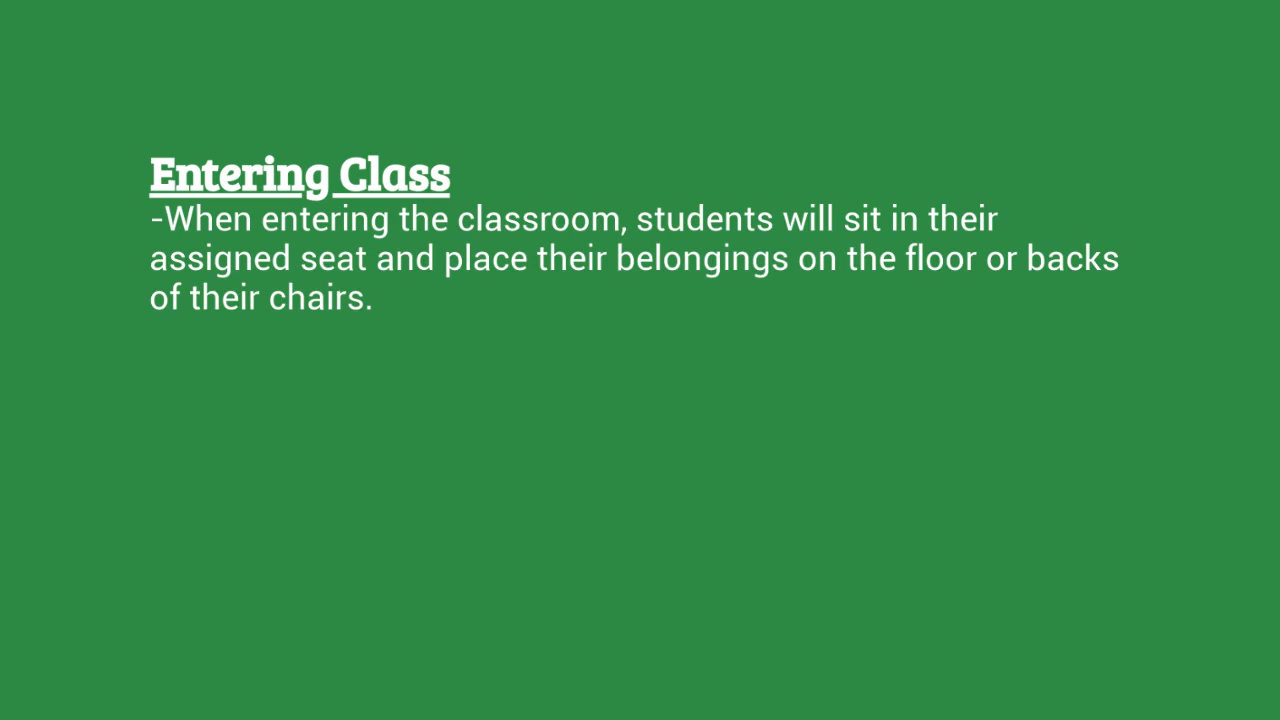 Entering Class
-When entering the classroom, students will sit in their
assigned seat and place their belongings on the floor or backs
of their chairs.